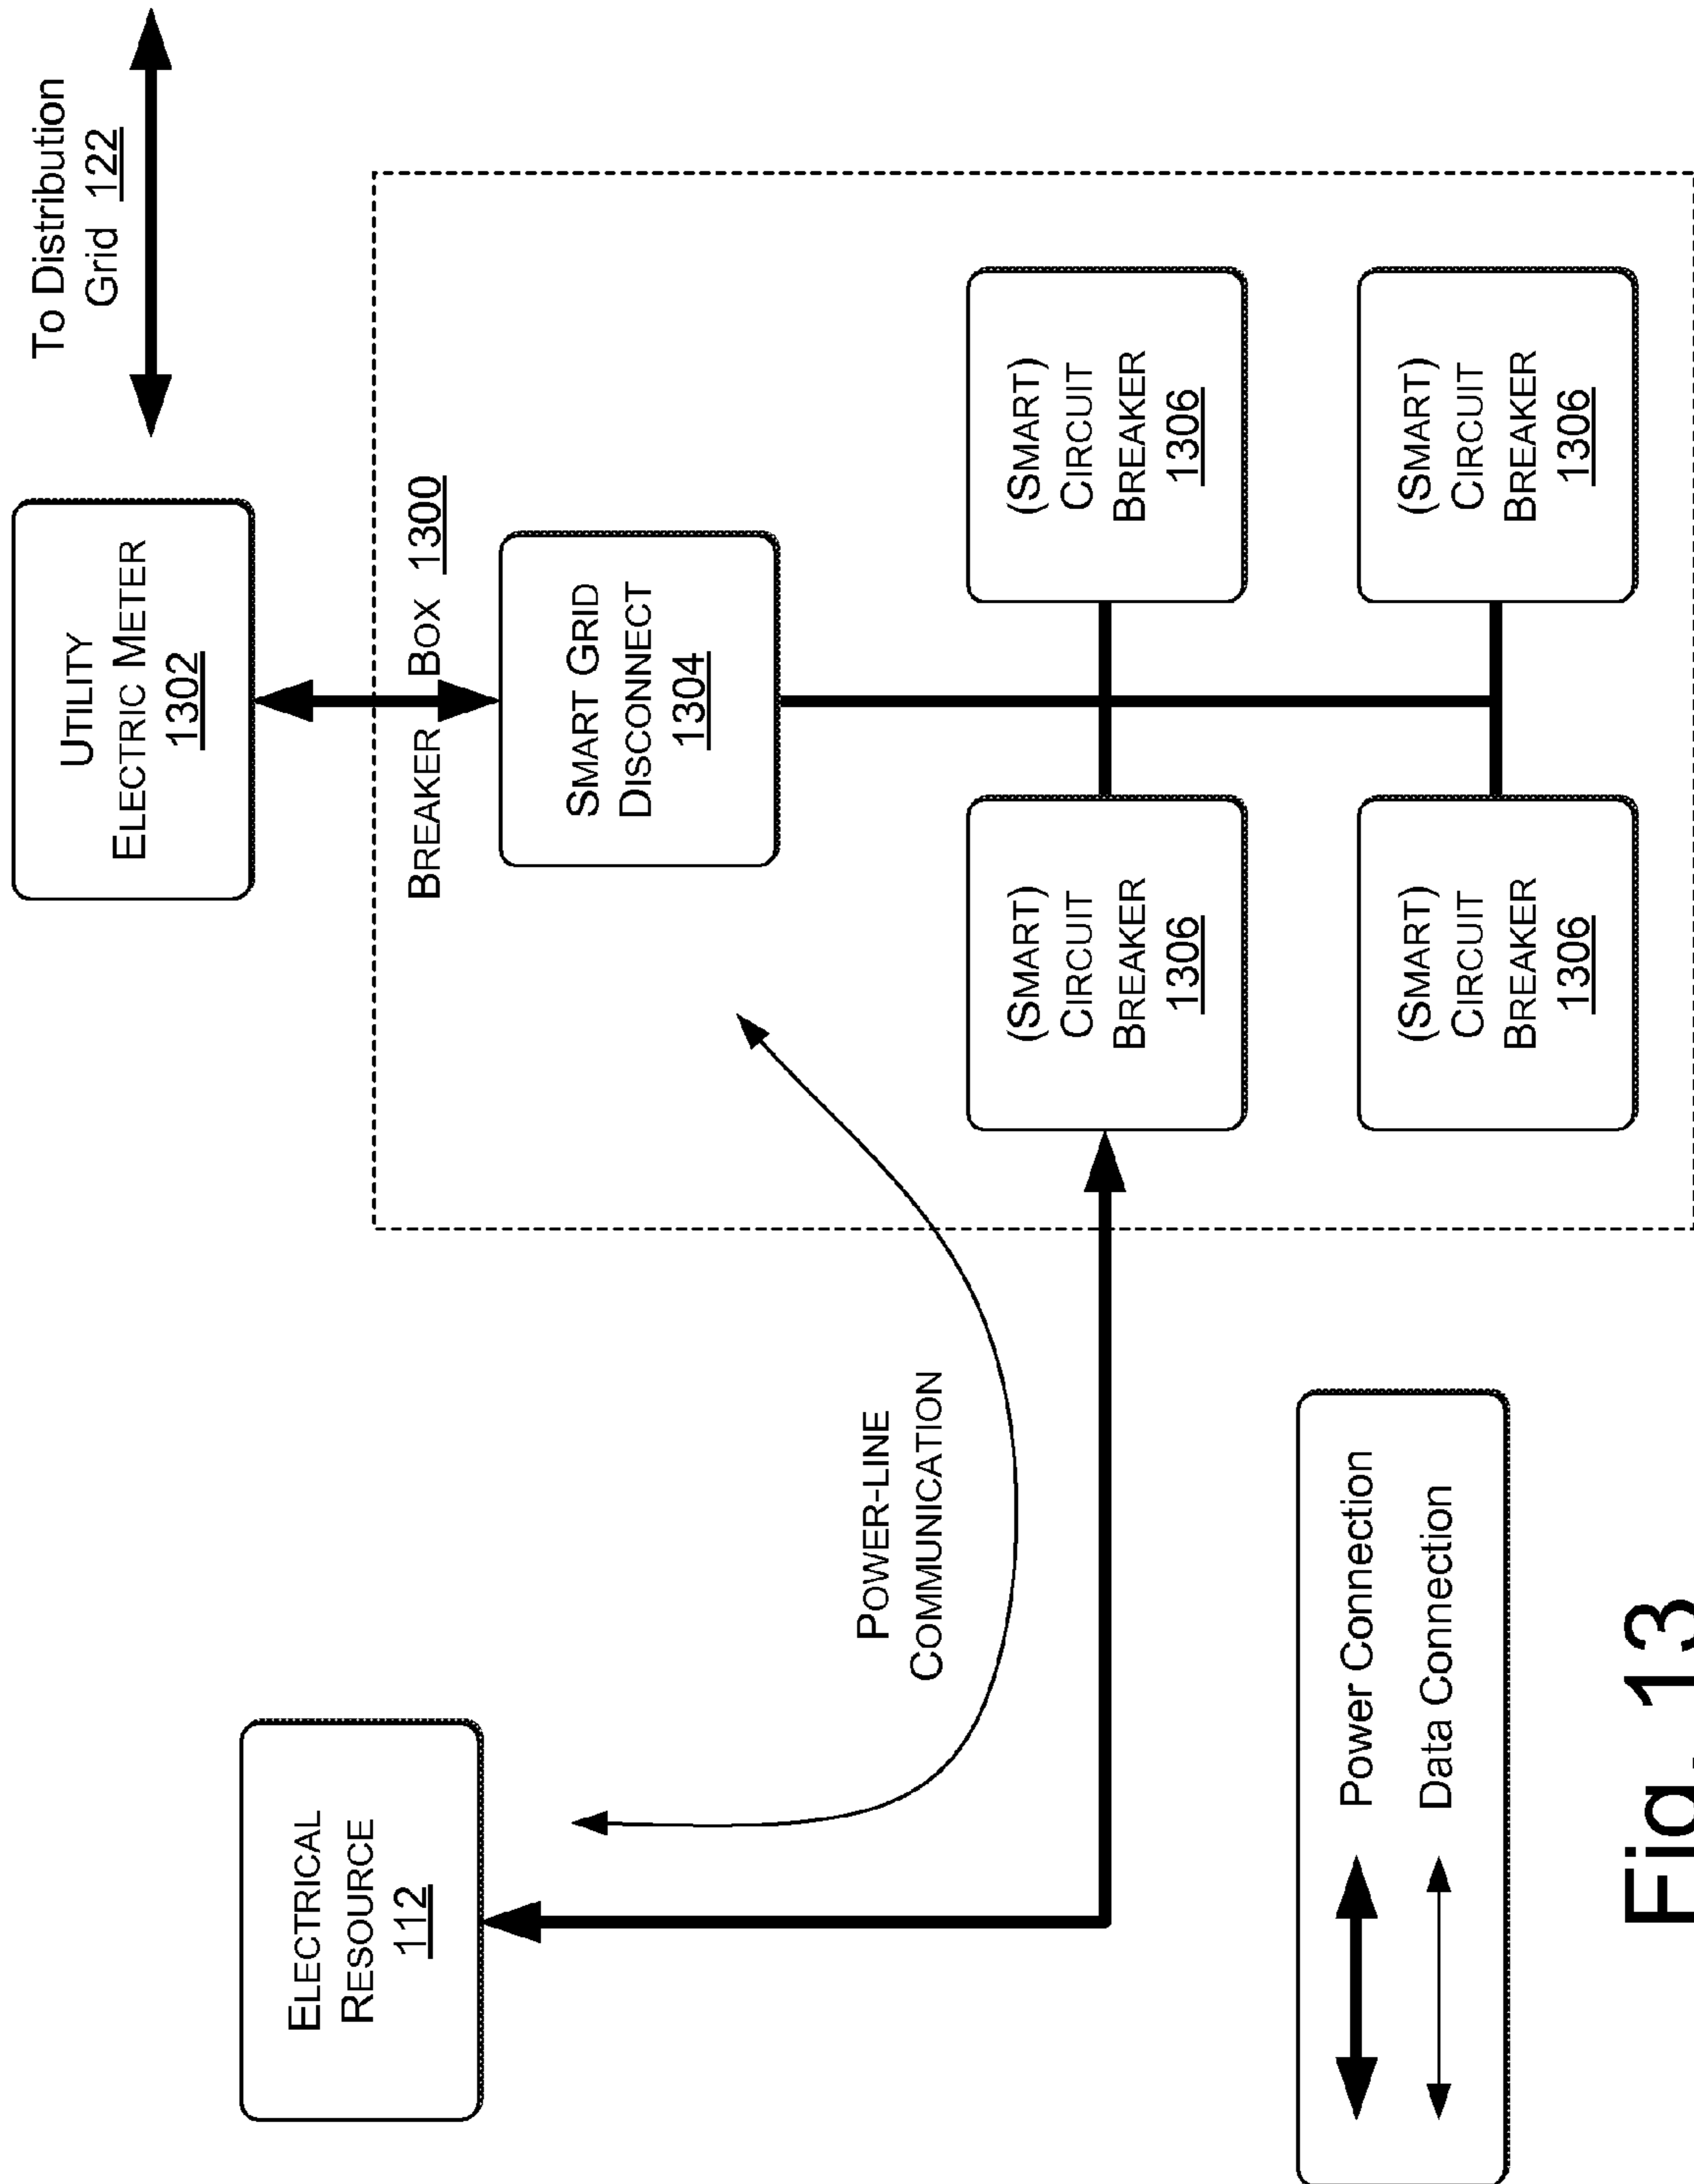 TO DISTRIBUTION
GRID 122
UTILITY
ELECTRIC METER
1302
BREAKER BOX 1300
SMART GRID
DISCONNECT
1304
ELECTRICAL
RESOURCE
112
POWER-LINE
COMMUNICATION
(SMART)
CIRCUIT
BREAKER
1306
(SMART)
CIRCUIT
BREAKER
1306
(SMART)
CIRCUIT
BREAKER
1306
(SMART)
CIRCUIT
BREAKER
1306
Power Connection
Data Connection
Fig. 13